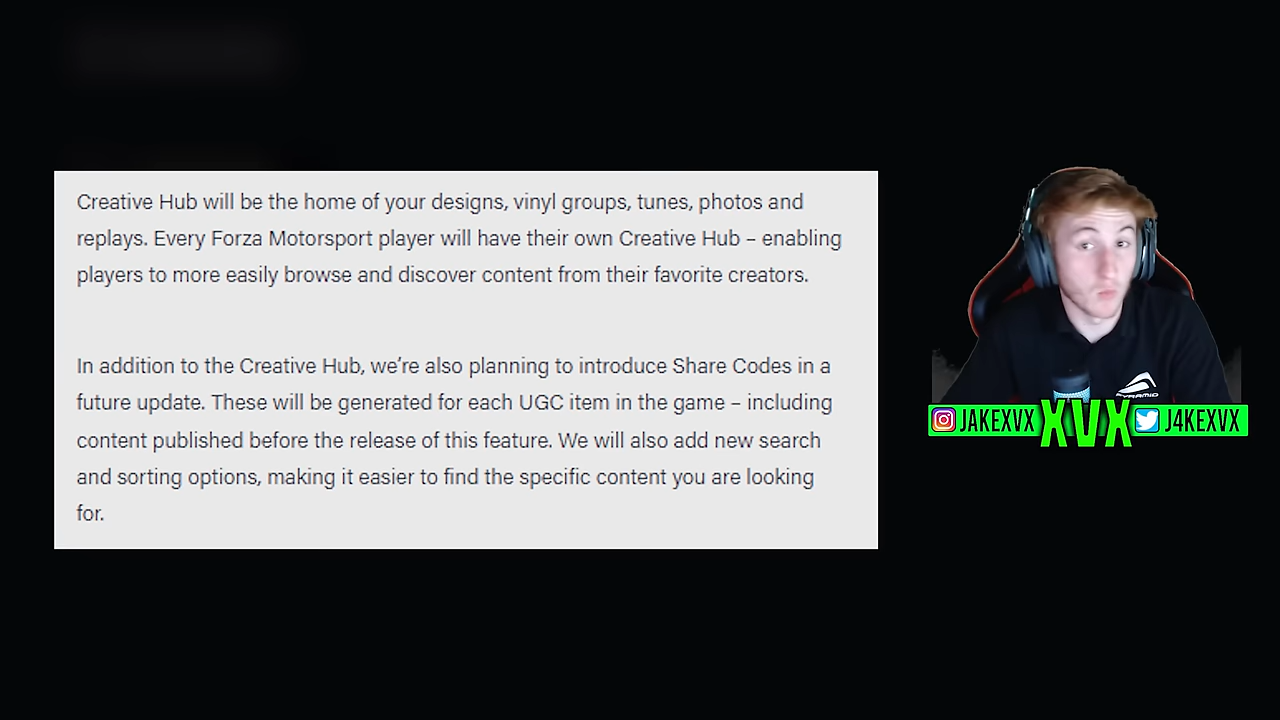 Creative Hub will be the home of your designs, vinyl groups, tunes, photos and
replays. Every Forza Motorsport player will have their own Creative Hub – enabling
players to more easily browse and discover content from their favorite creators.
In addition to the Creative Hub, we’re also planning to introduce Share Codes in a
future update. These will be generated for each UGC item in the game – including
content published before the release of this feature. We will also add new search
and sorting options, making it easier to find the specific content you are looking
for.
PYRAMID
JAKEXVX XVX J4KEXVX